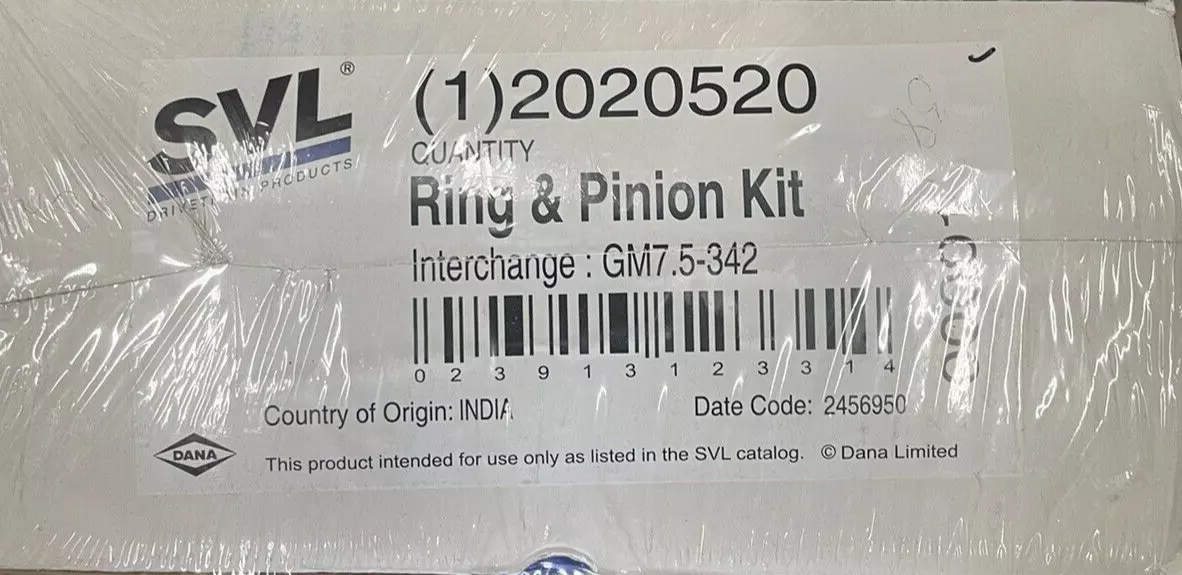 SVL®
DRIVETRAIN PRODUCTS
(1)2020520
QUANTITY
Ring & Pinion Kit
Interchange : GM7.5-342
0 2 3 9 1 3 1 2 3 3 1 4
Country of Origin: INDIA
Date Code: 2456950
DANA
This product intended for use only as listed in the SVL catalog. © Dana Limited